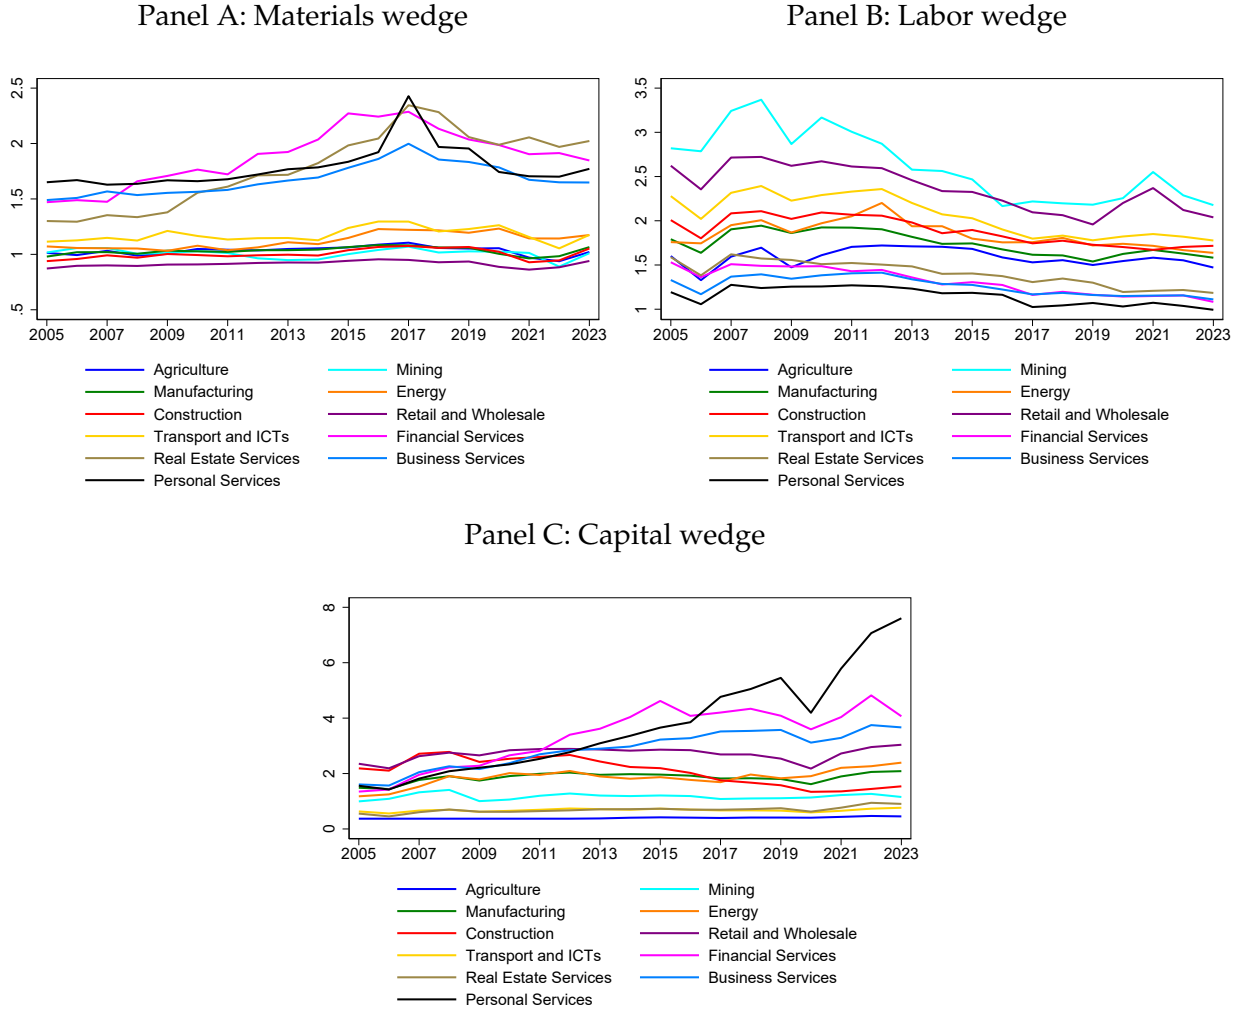 Panel A: Materials wedge
2.5
2
1.5
1
.5
2005 2007 2009 2011 2013 2015 2017 2019 2021 2023
Agriculture Mining
Manufacturing Energy
Construction Retail and Wholesale
Transport and ICTs Financial Services
Real Estate Services Business Services
Personal Services
Panel B: Labor wedge
3.5
3
2.5
2
1.5
1
2005 2007 2009 2011 2013 2015 2017 2019 2021 2023
Agriculture Mining
Manufacturing Energy
Construction Retail and Wholesale
Transport and ICTs Financial Services
Real Estate Services Business Services
Personal Services
Panel C: Capital wedge
8
6
4
2
0
2005 2007 2009 2011 2013 2015 2017 2019 2021 2023
Agriculture Mining
Manufacturing Energy
Construction Retail and Wholesale
Transport and ICTs Financial Services
Real Estate Services Business Services
Personal Services